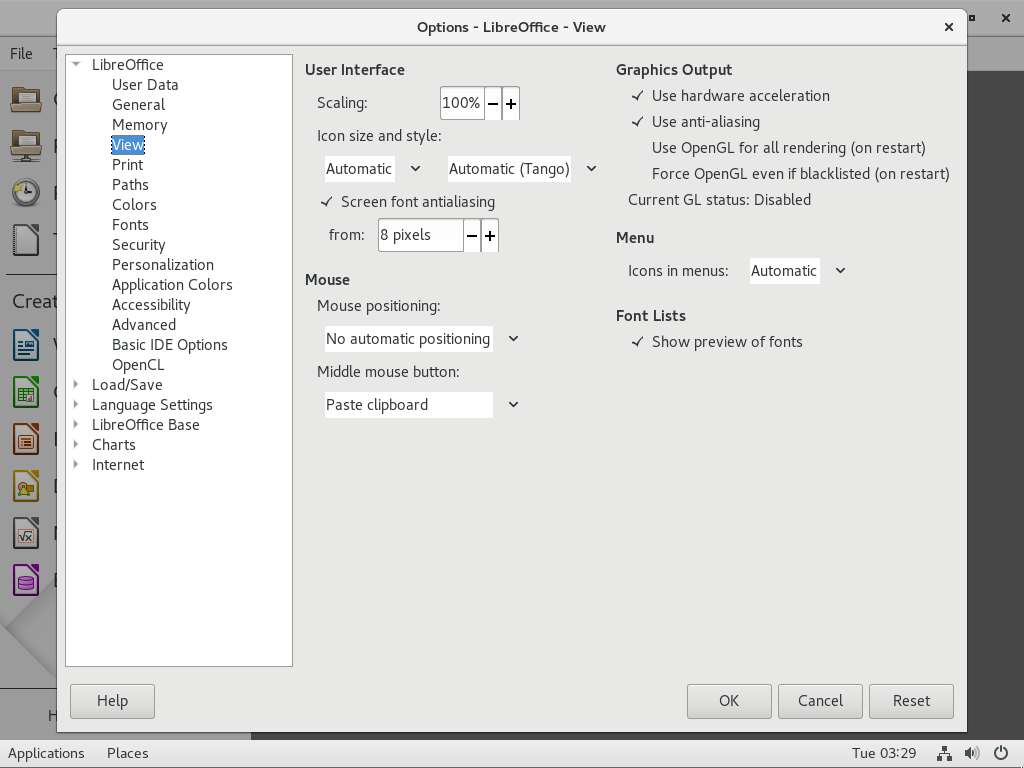 Options - LibreOffice - View
File
LibreOffice
User Data
General
Memory
View
Print
Paths
Colors
Fonts
Security
Personalization
Application Colors
Accessibility
Advanced
Basic IDE Options
OpenCL
Load/Save
Language Settings
LibreOffice Base
Charts
Internet
User Interface
Scaling: 100%
Icon size and style:
Automatic Automatic (Tango)
Screen font antialiasing
from: 8 pixels
Mouse
Mouse positioning:
No automatic positioning
Middle mouse button:
Paste clipboard
Graphics Output
Use hardware acceleration
Use anti-aliasing
Use OpenGL for all rendering (on restart)
Force OpenGL even if blacklisted (on restart)
Current GL status: Disabled
Menu
Icons in menus: Automatic
Font Lists
Show preview of fonts
Help OK Cancel Reset
Applications Places Tue 03:29